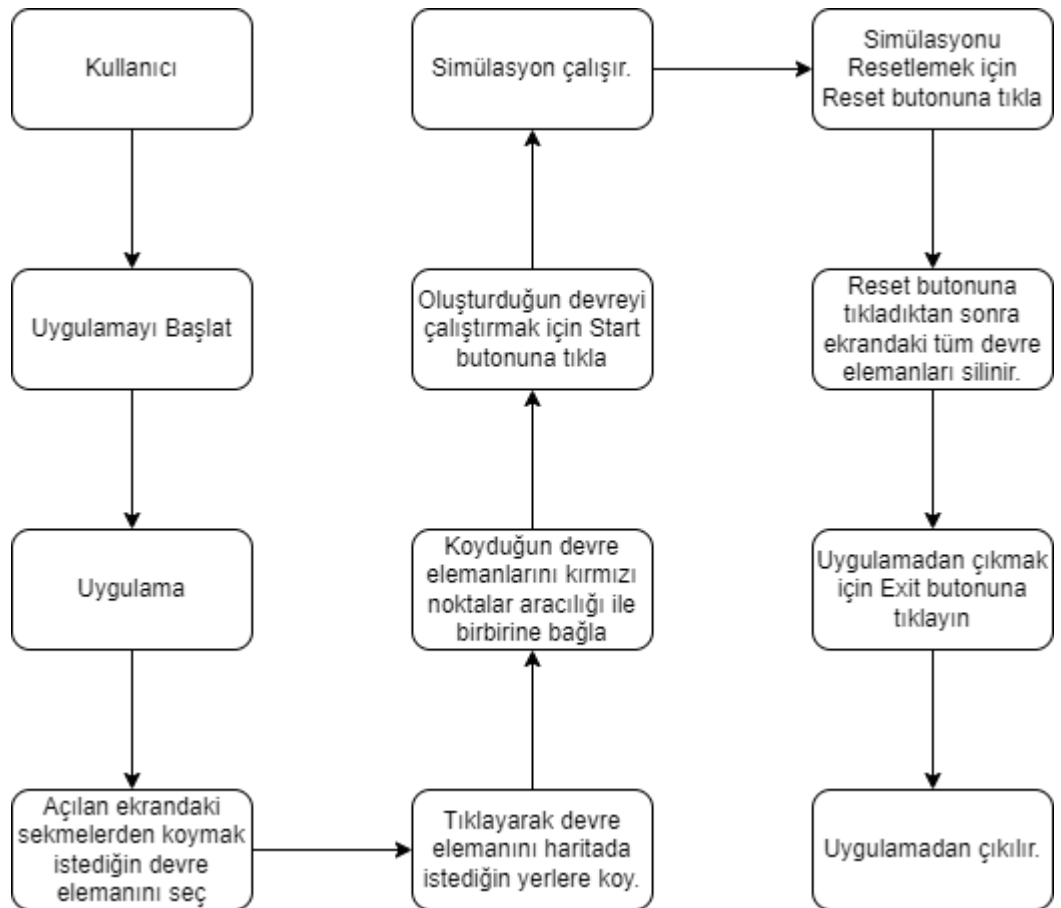 Kullanıcı
Uygulamayı Başlat
Uygulama
Açılan ekrandaki
sekmelerden koymak
istediğin devre
elemanını seç
Tıklayarak devre
elemanını haritada
istediğin yerlere koy.
Koyduğun devre
elemanlarını kırmızı
noktalar aracılığı ile
birbirine bağla
Oluşturduğun devreyi
çalıştırmak için Start
butonuna tıkla
Simülasyon çalışır.
Simülasyonu
Resetlemek için
Reset butonuna tıkla
Reset butonuna
tıkladıktan sonra
ekrandaki tüm devre
elemanları silinir.
Uygulamadan çıkmak
için Exit butonuna
tıklayın
Uygulamadan çıkılır.